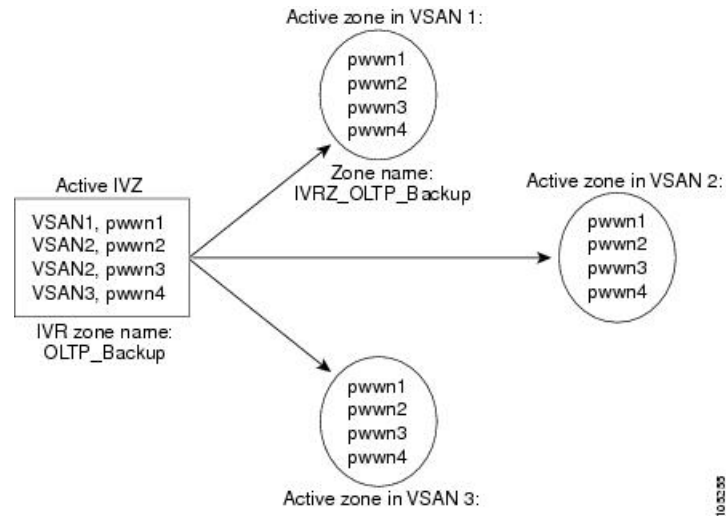 Active zone in VSAN 1:
pwwn1
pwwn2
pwwn3
pwwn4
Zone name:
IVRZ_OLTP_Backup
Active IVZ
VSAN1, pwwn1
VSAN2, pwwn2
VSAN2, pwwn3
VSAN3, pwwn4
IVR zone name:
OLTP_Backup
Active zone in VSAN 2:
pwwn1
pwwn2
pwwn3
pwwn4
pwwn1
pwwn2
pwwn3
pwwn4
Active zone in VSAN 3: